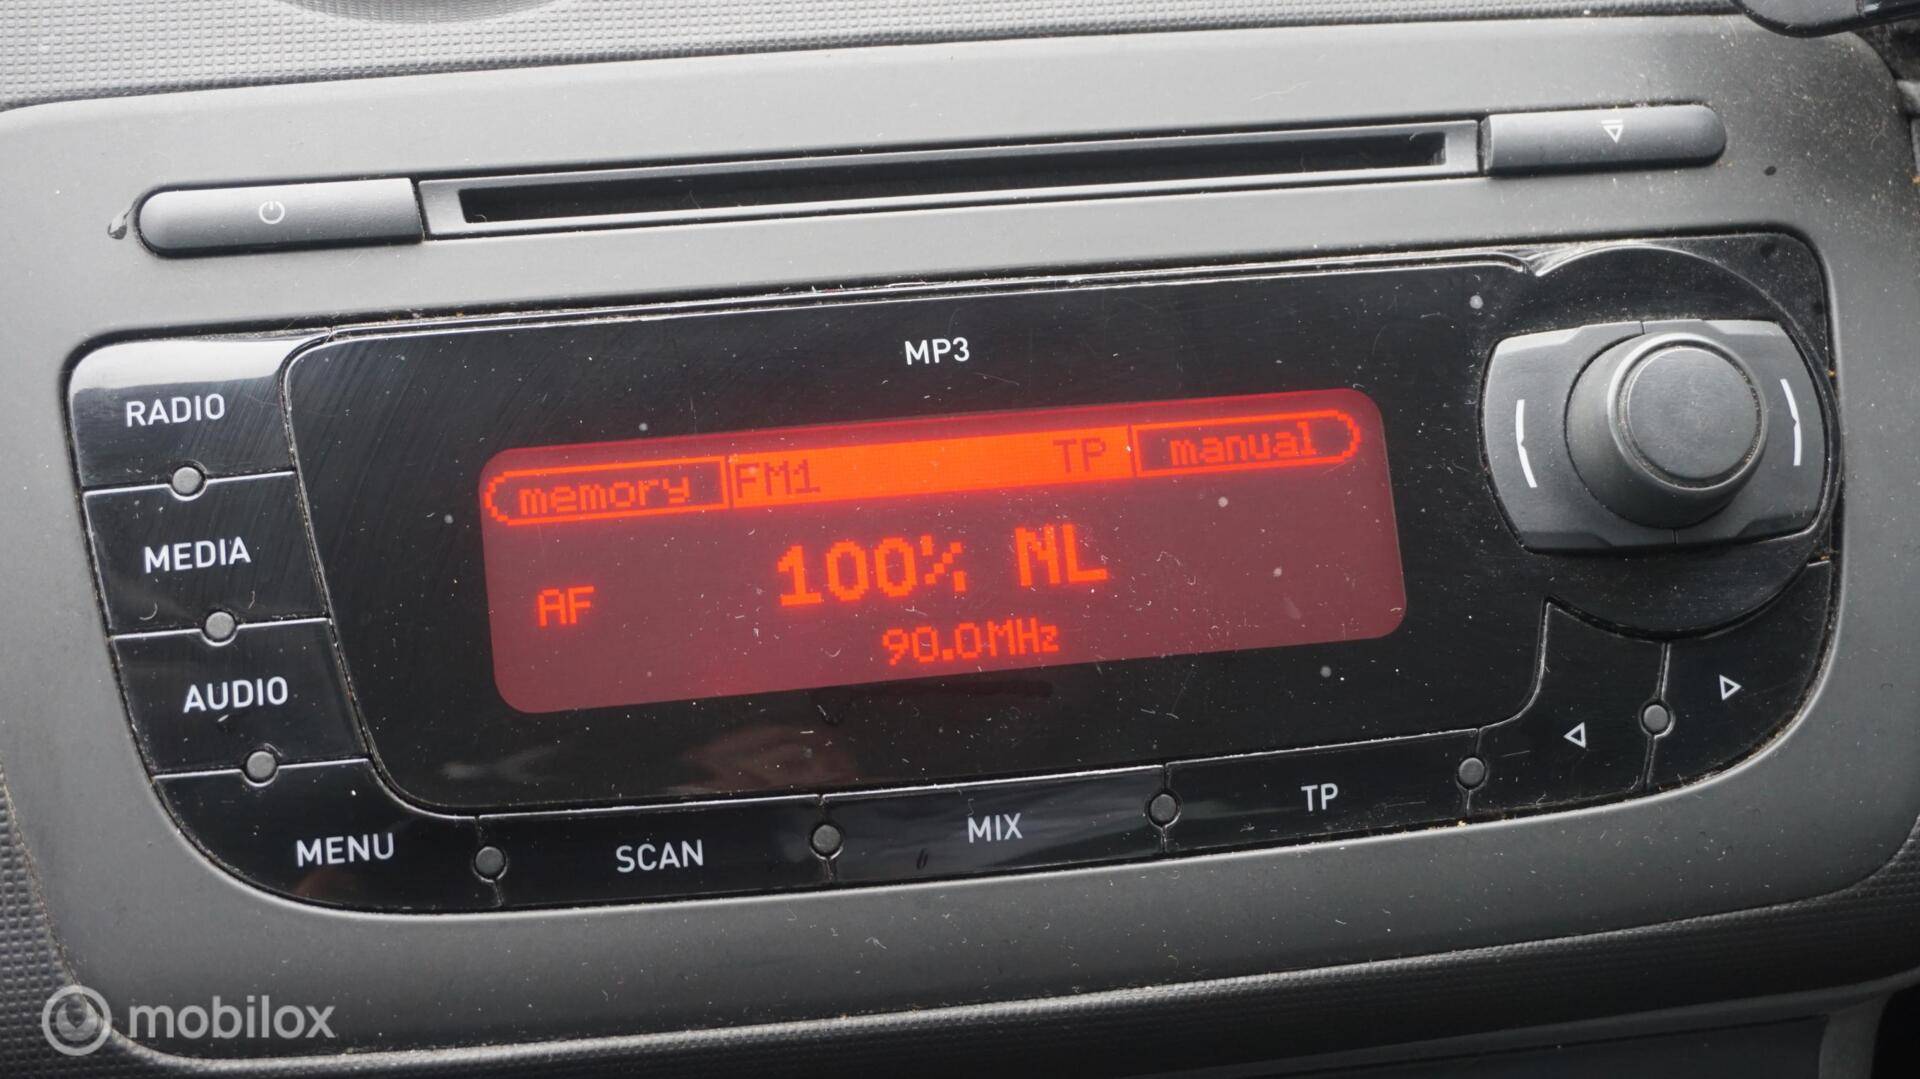 MP3
RADIO
memory FM1 TP manual
MEDIA
100% NL
AF
90.0MHz
AUDIO
MENU
SCAN
MIX
TP
mobilox